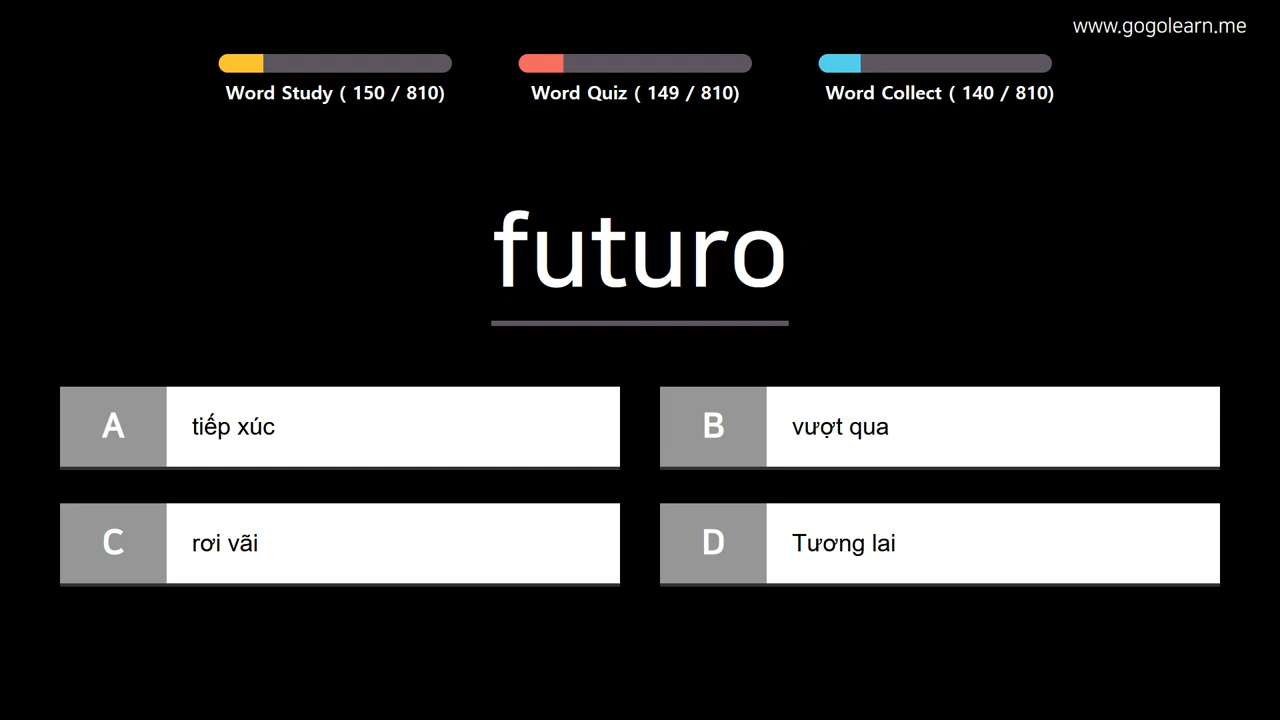 www.gogolearn.me
Word Study ( 150 / 810)
Word Quiz ( 149 / 810)
Word Collect ( 140 / 810)
futuro
A
tiếp xúc
B
vượt qua
C
rơi vãi
D
Tương lai